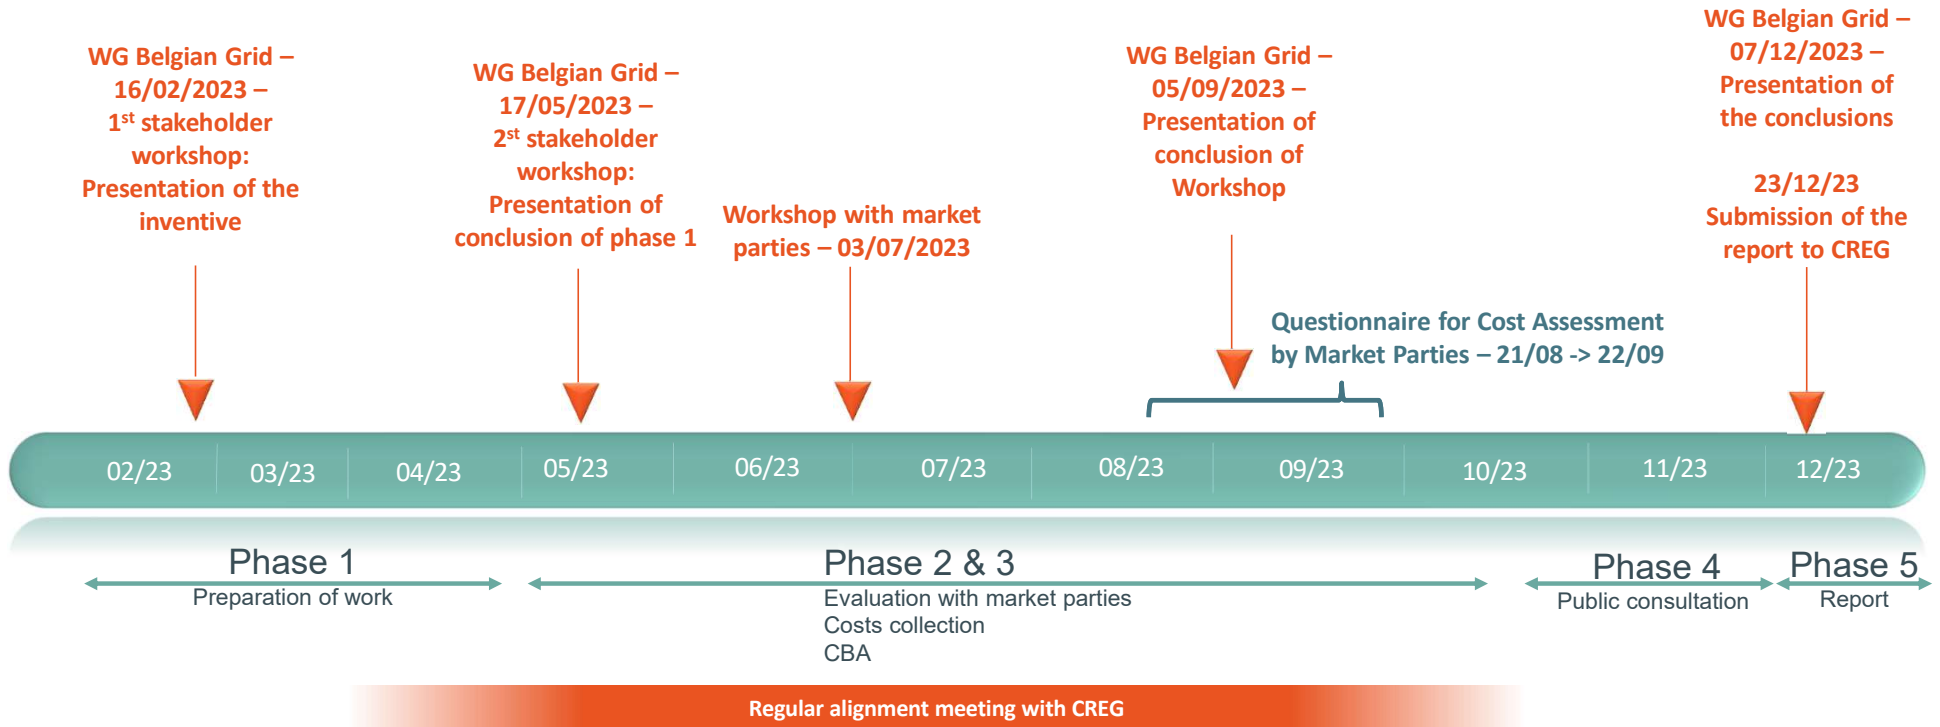 WG Belgian Grid –
16/02/2023 –
1st stakeholder
workshop:
Presentation of the
inventive
WG Belgian Grid –
17/05/2023 –
2st stakeholder
workshop:
Presentation of
conclusion of phase 1
Workshop with market
parties – 03/07/2023
WG Belgian Grid –
05/09/2023 –
Presentation of
conclusion of
Workshop
WG Belgian Grid –
07/12/2023 –
Presentation of
the conclusions
23/12/23
Submission of the
report to CREG
Questionnaire for Cost Assessment
by Market Parties – 21/08 -> 22/09
02/23
03/23
04/23
05/23
06/23
07/23
08/23
09/23
10/23
11/23
12/23
Phase 1
Preparation of work
Phase 2 & 3
Evaluation with market parties
Costs collection
CBA
Phase 4
Public consultation
Phase 5
Report
Regular alignment meeting with CREG